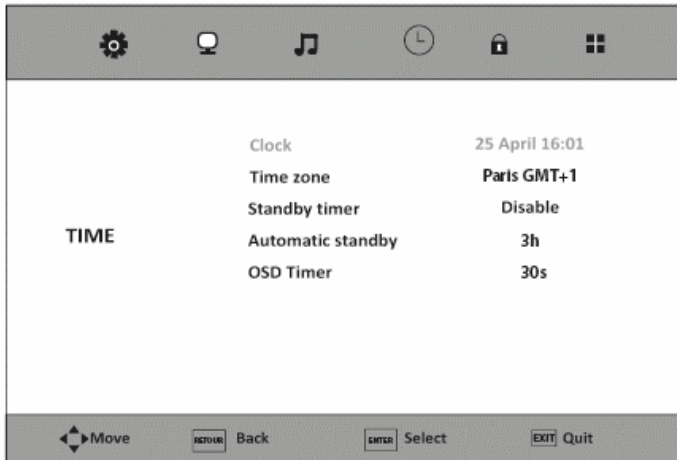 Clock 25 April 16:01
Time zone Paris GMT+1
Standby timer Disable
TIME Automatic standby 3h
OSD Timer 30s
Move RETOUR Back ENTER Select EXIT Quit